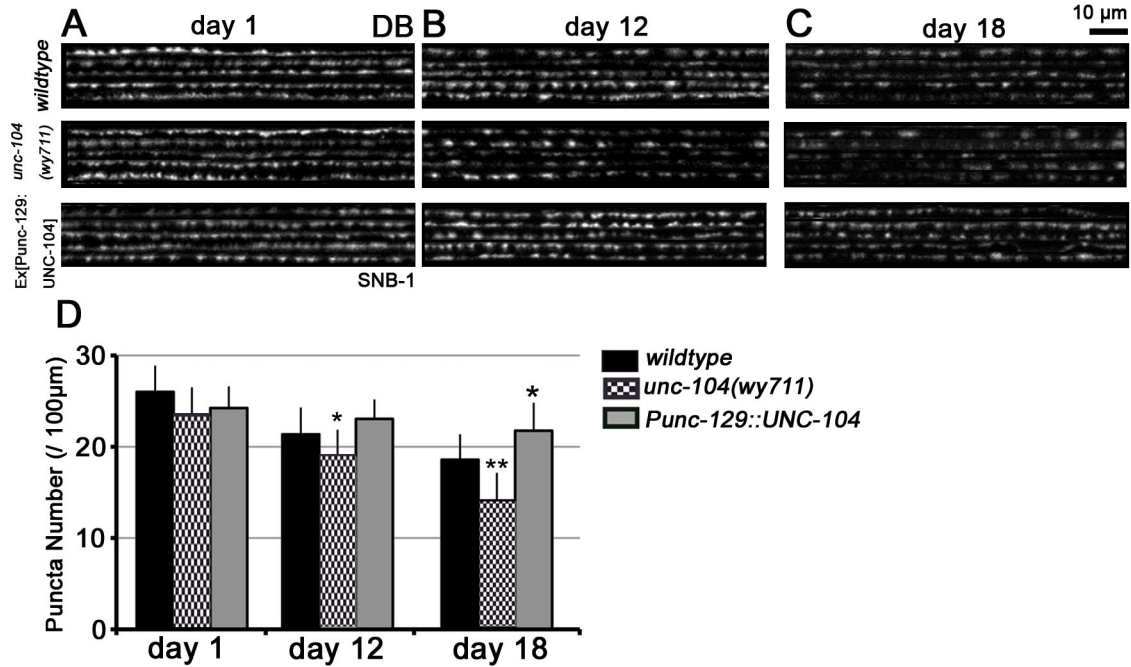 A day 1 DB B day 12 C day 18 10 µm
wildtype
unc-104
(wy711)
Ex[Punc-129:
UNC-104]
SNB-1
D
Puncta Number (/ 100µm)
30
20
10
0
* ** *
day 1 day 12 day 18
wildtype
unc-104(wy711)
Punc-129::UNC-104